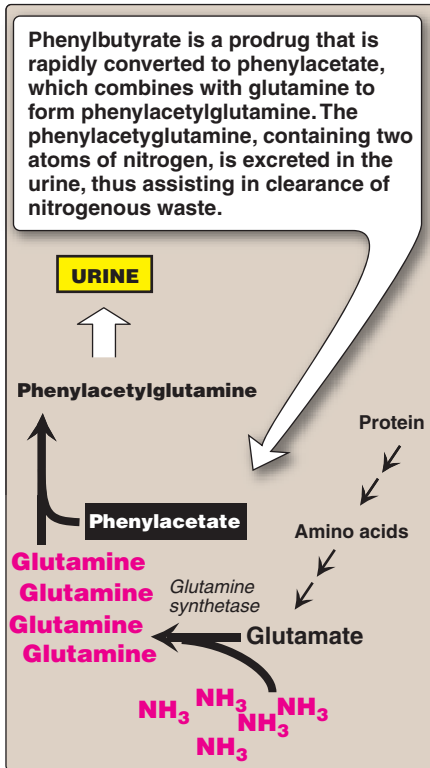 Phenylbutyrate is a prodrug that is
rapidly converted to phenylacetate,
which combines with glutamine to
form phenylacetylglutamine. The
phenylacetyglutamine, containing two
atoms of nitrogen, is excreted in the
urine, thus assisting in clearance of
nitrogenous waste.
URINE
Phenylacetylglutamine
Protein
Phenylacetate
Amino acids
Glutamine
Glutamine
Glutamine
Glutamine
Glutamine
synthetase
Glutamate
NH3
NH3
NH3
NH3
NH3